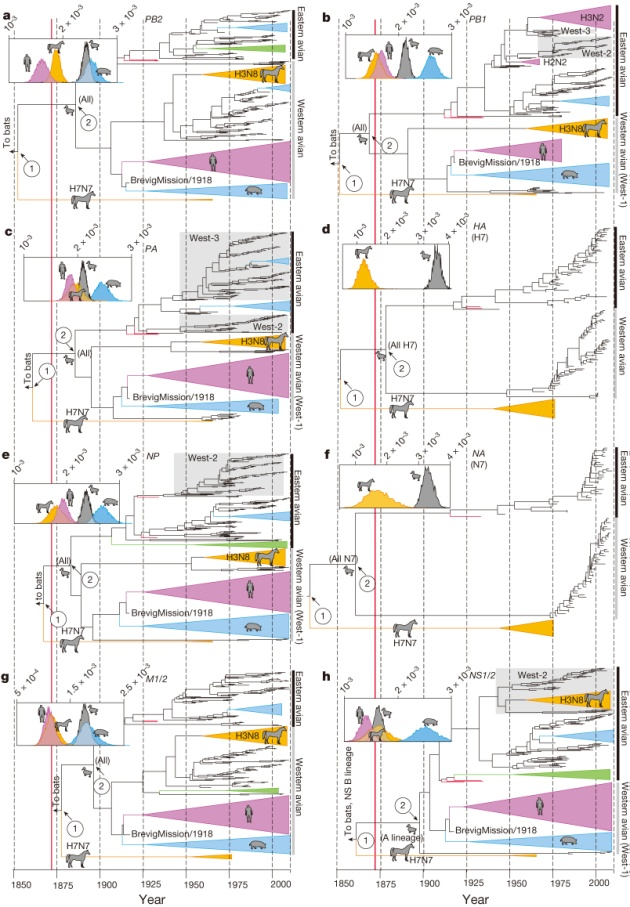 a
10⁻³
2 × 10⁻³
3 × 10⁻³
PB2
Eastern avian
(All)
2
H3N8
To bats
1
Western avian
BrevigMission/1918
H7N7
b
10⁻³
2 × 10⁻³
3 × 10⁻³
PB1
H3N2
West-3
West-2
H2N2
Eastern avian
(All)
2
H3N8
To bats
1
BrevigMission/1918
H7N7
Western avian (West-1)
c
10⁻³
2 × 10⁻³
3 × 10⁻³
PA
West-3
West-2
Eastern avian
2
(All)
H3N8
To bats
1
BrevigMission/1918
H7N7
Western avian (West-1)
d
10⁻³
2 × 10⁻³
3 × 10⁻³
4 × 10⁻³
HA
(H7)
Eastern avian
(All H7)
2
1
H7N7
Western avian
e
10⁻³
2 × 10⁻³
3 × 10⁻³
NP
West-2
Eastern avian
(All)
2
H3N8
to bats
1
BrevigMission/1918
H7N7
Western avian (West-1)
f
10⁻³
2 × 10⁻³
3 × 10⁻³
4 × 10⁻³
NA
(N7)
Eastern avian
(All N7)
2
1
H7N7
Western avian
g
5 × 10⁻⁴
1.5 × 10⁻³
2.5 × 10⁻³
M1/2
Eastern avian
H3N8
(All)
2
To bats
1
Western avian
BrevigMission/1918
H7N7
1850
1875
1900
1925
1950
1975
2000
Year
h
10⁻³
2 × 10⁻³
3 × 10⁻³
NS1/2
West-2
H3N8
Eastern avian
To bats, NS B lineage
2
1
(A lineage)
BrevigMission/1918
H7N7
Western avian (West-1)
1850
1875
1900
1925
1950
1975
2000
Year